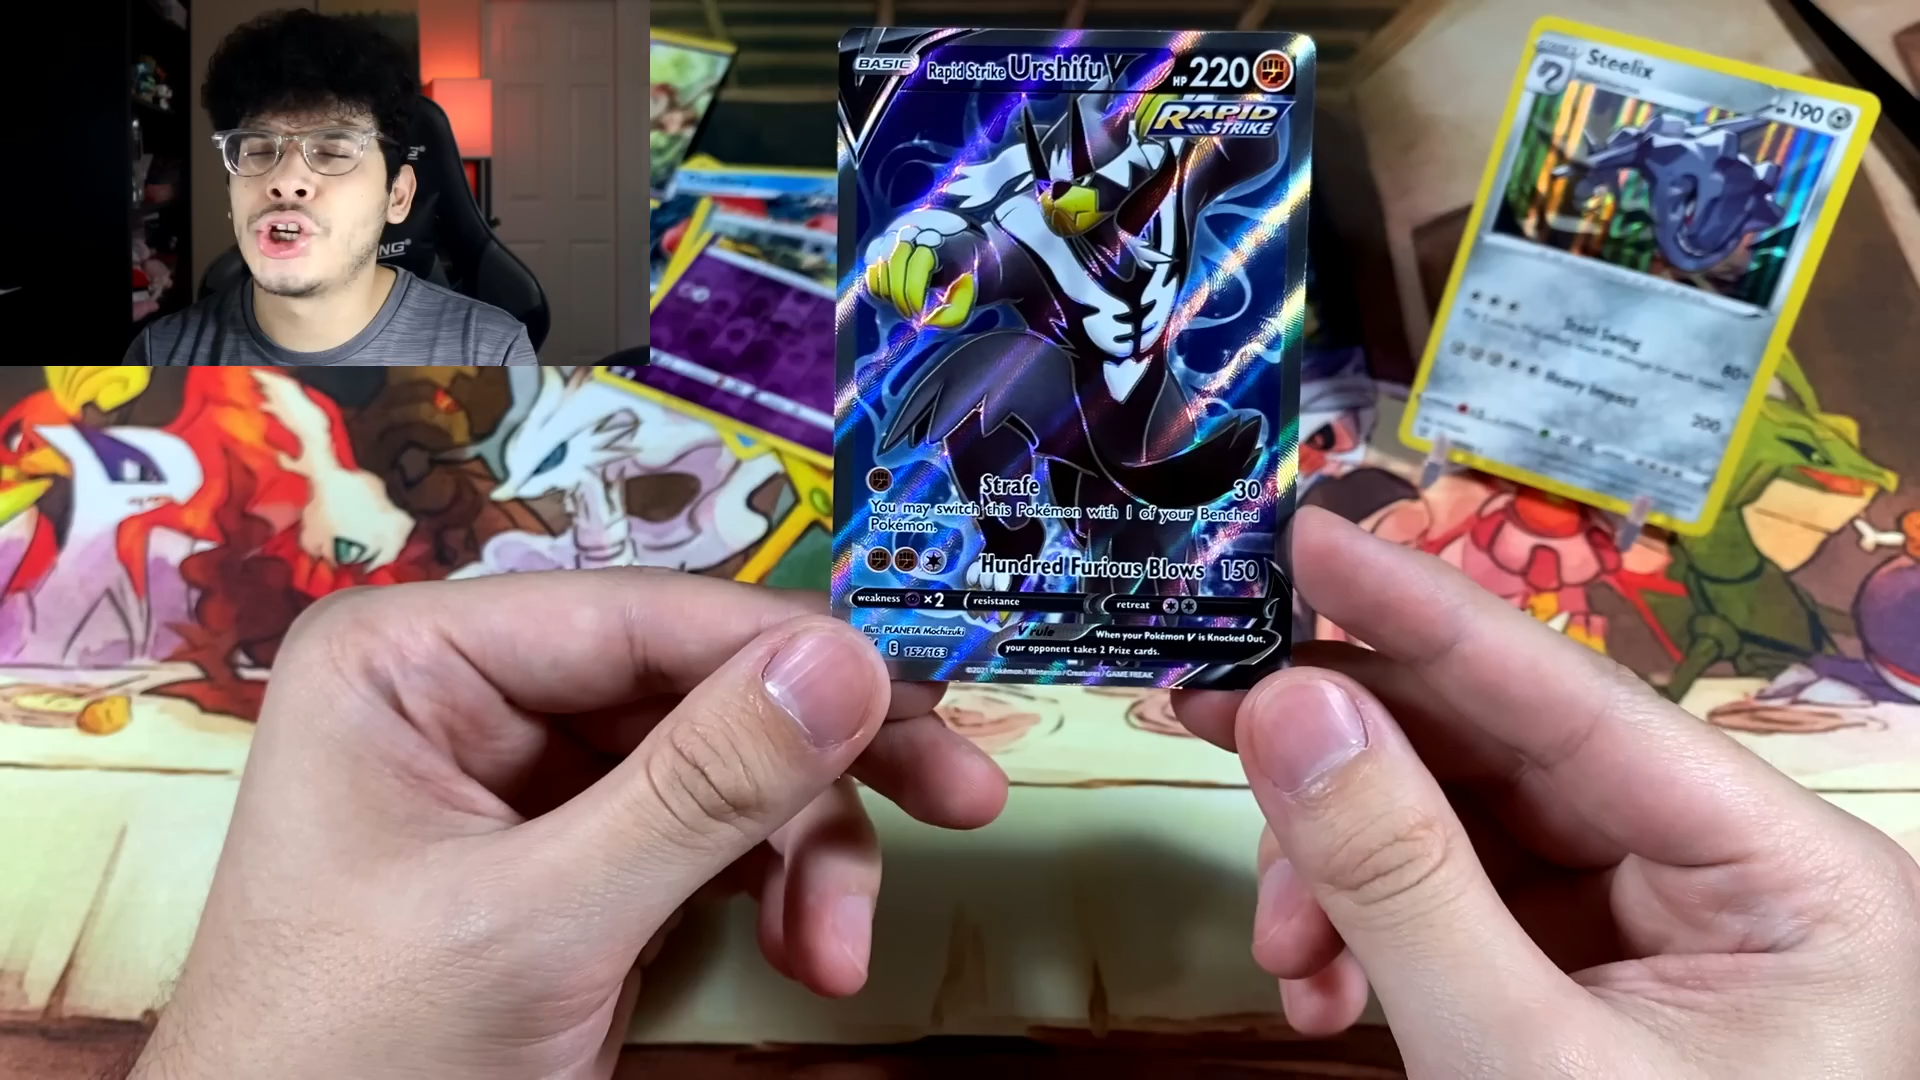 BASIC
Rapid Strike Urshifu V
HP 220
RAPID
STRIKE
Strafe 30
You may switch this Pokémon with 1 of your Benched
Pokémon.
Hundred Furious Blows 150
weakness ×2 resistance retreat
Illus. PLANETA Mochizuki
E 152/163
V rule When your Pokémon V is Knocked Out,
your opponent takes 2 Prize cards.
©2021 Pokémon / Nintendo / Creatures / GAME FREAK
Steelix
190
Steel Swing
80×
Heavy Impact
200